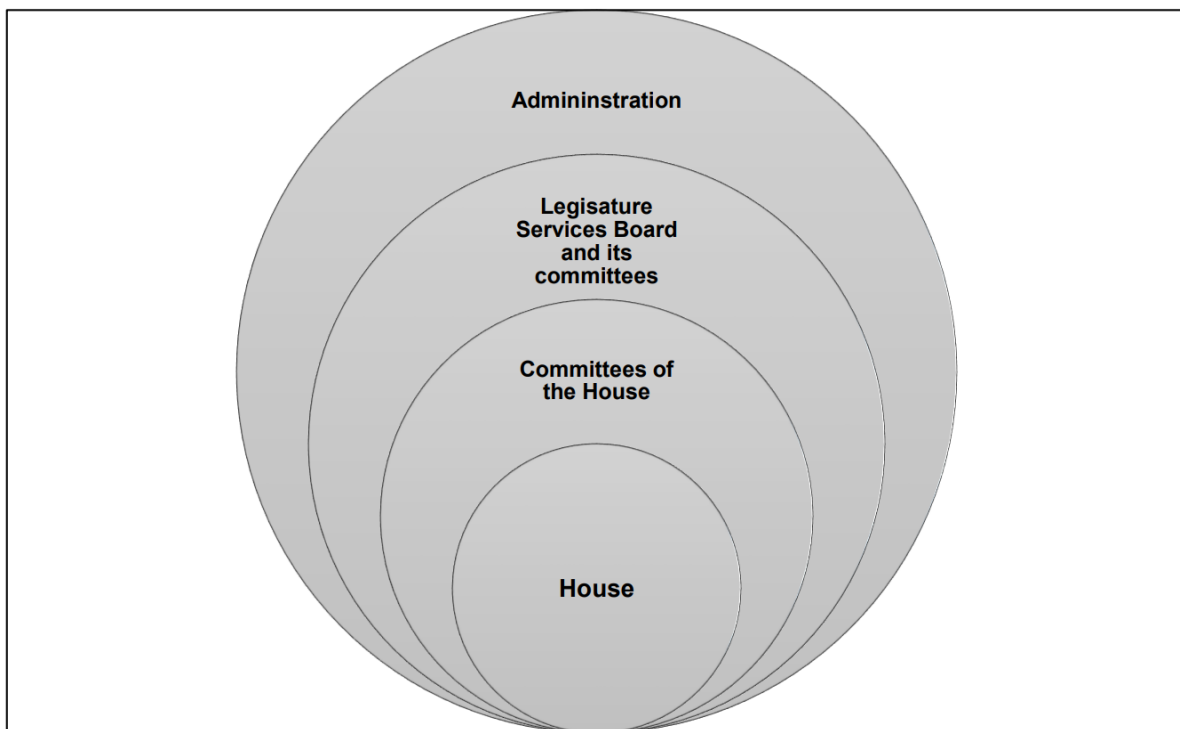 Admininstration
Legisature
Services Board
and its
committees
Committees of
the House
House